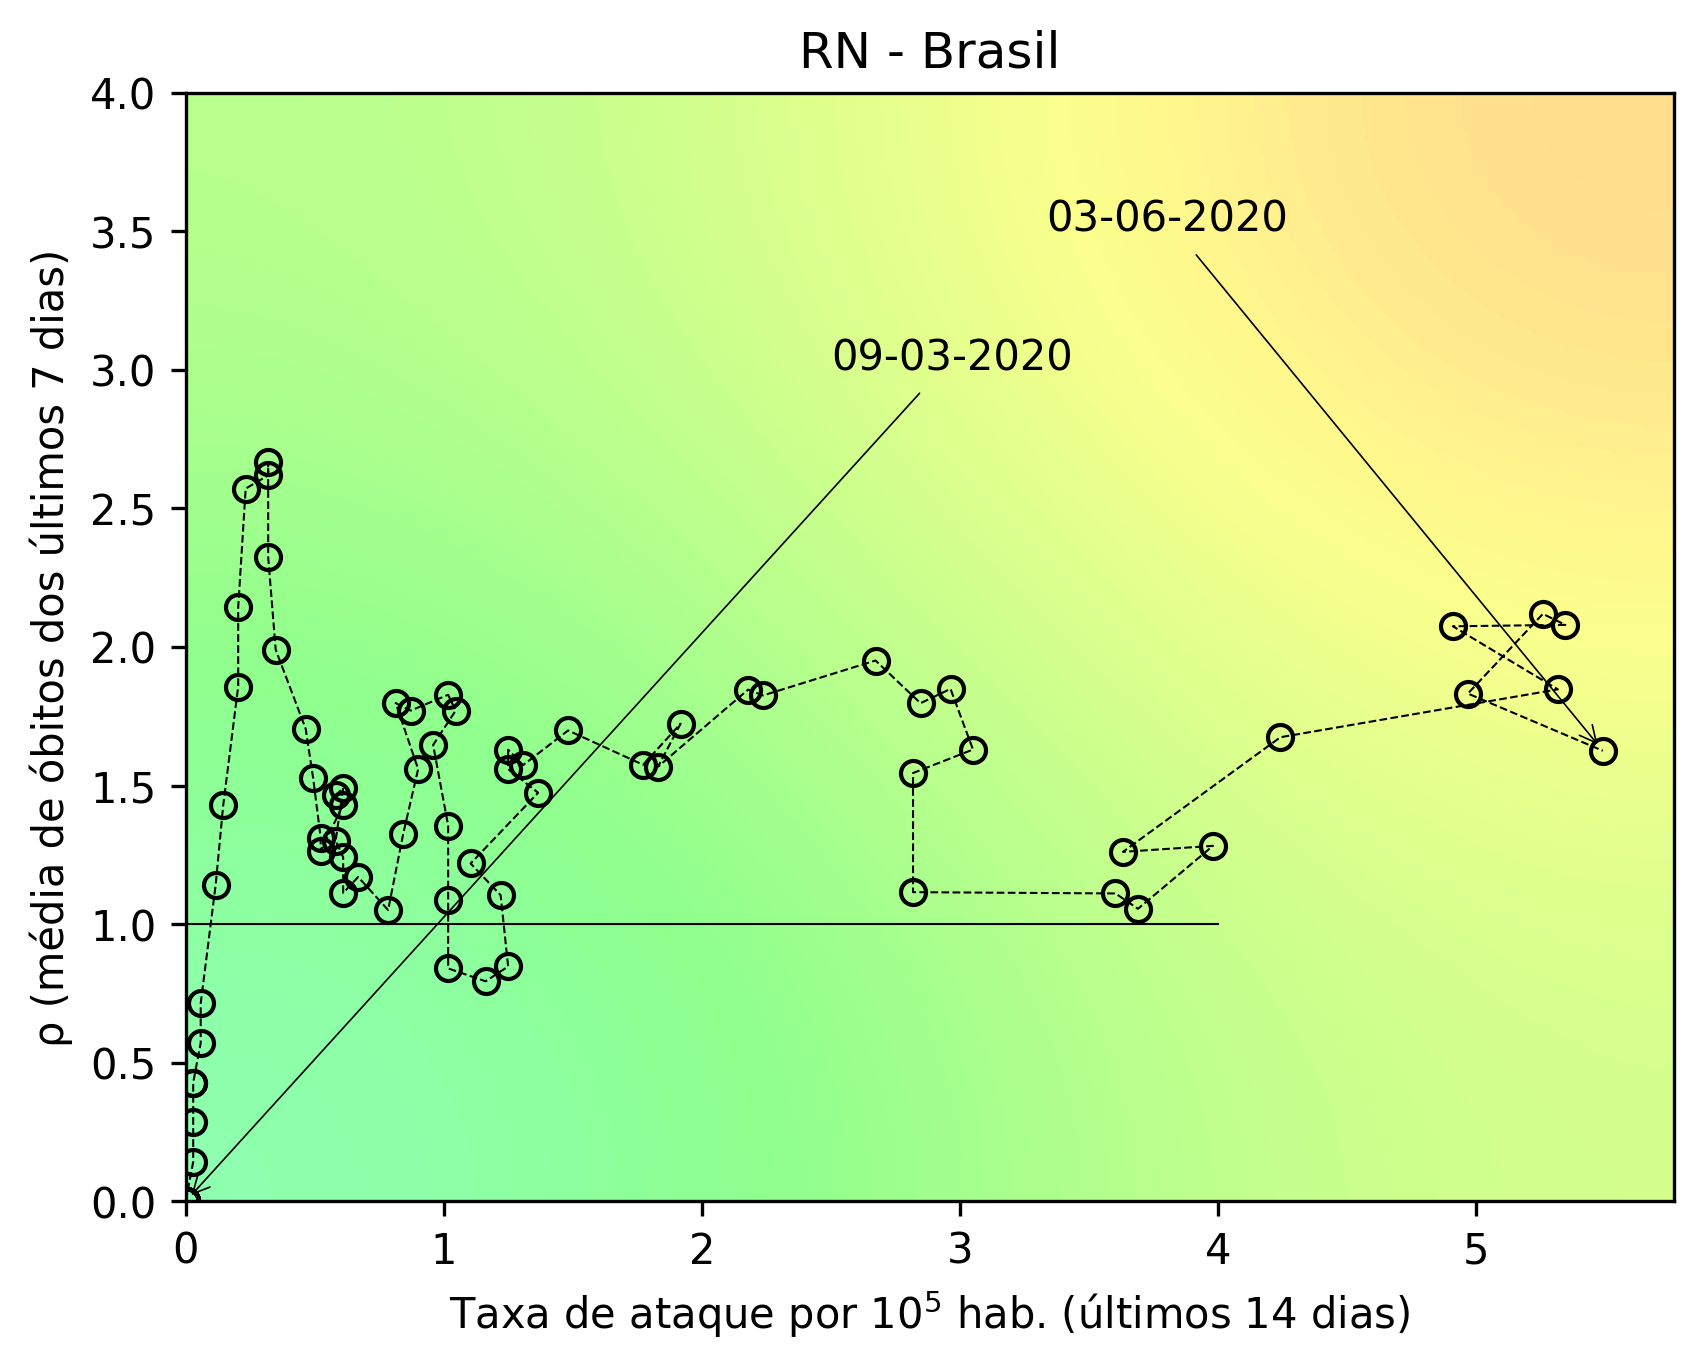 RN - Brasil
4.0
3.5
3.0
2.5
2.0
1.5
1.0
0.5
0.0
ρ (média de óbitos dos últimos 7 dias)
03-06-2020
09-03-2020
0 1 2 3 4 5
Taxa de ataque por 10⁵ hab. (últimos 14 dias)